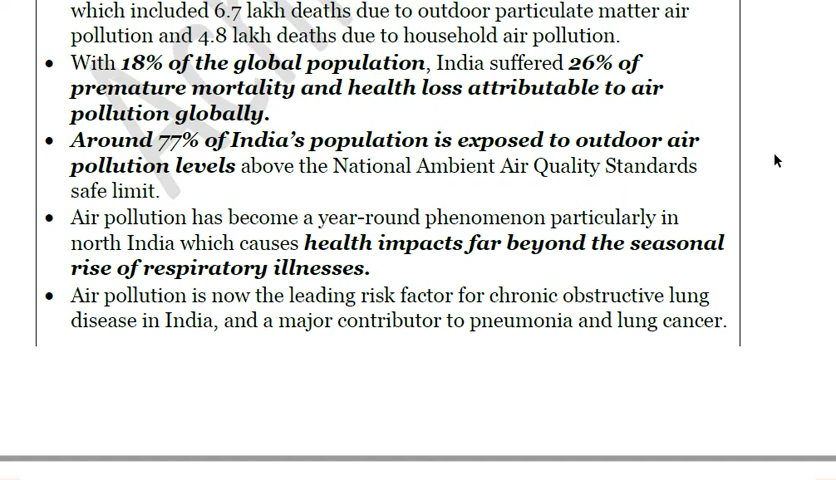 which included 6.7 lakh deaths due to outdoor particulate matter air
pollution and 4.8 lakh deaths due to household air pollution.
• With 18% of the global population, India suffered 26% of
premature mortality and health loss attributable to air
pollution globally.
• Around 77% of India's population is exposed to outdoor air
pollution levels above the National Ambient Air Quality Standards
safe limit.
• Air pollution has become a year-round phenomenon particularly in
north India which causes health impacts far beyond the seasonal
rise of respiratory illnesses.
• Air pollution is now the leading risk factor for chronic obstructive lung
disease in India, and a major contributor to pneumonia and lung cancer.